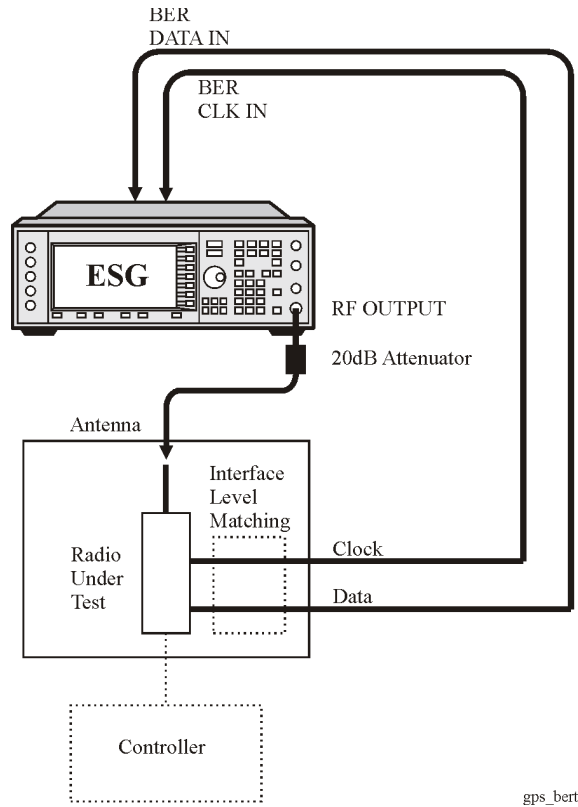 BER
DATA IN
BER
CLK IN
ESG
RF OUTPUT
20dB Attenuator
Antenna
Interface
Level
Matching
Radio
Under
Test
Clock
Data
Controller
gps_bert